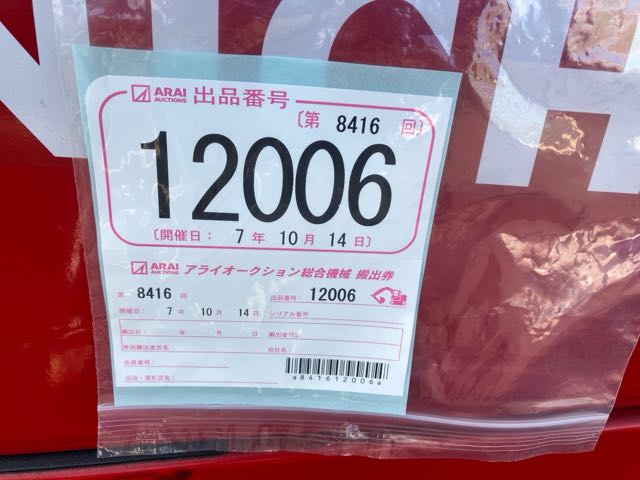 ARAI AUCTIONS 出品番号
〔第 8416 回〕
12006
〔開催日： 7 年 10 月 14 日〕
ARAI AUCTIONS アライオークション総合機械 搬出券
第 8416 回 出品番号： 12006
開催日： 7 年 10 月 14 日 シリアル番号：
搬出日： 年 月 日 搬出者TEL：
車両搬出者氏名： 会社名：
会員番号：
出品・落札店名：
a841612006a